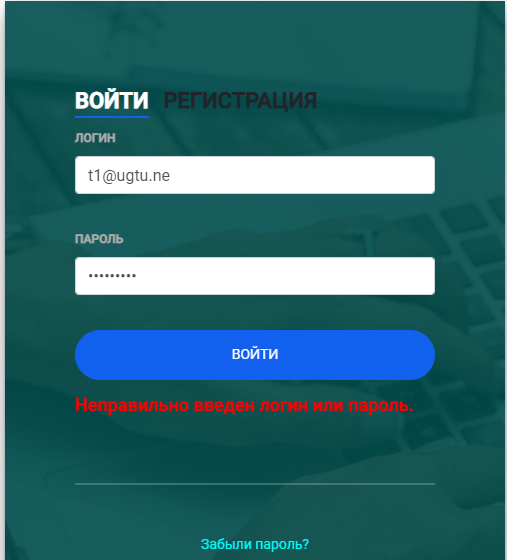 ВОЙТИ РЕГИСТРАЦИЯ
ЛОГИН
t1@ugtu.ne
ПАРОЛЬ
•••••••••
ВОЙТИ
Неправильно введен логин или пароль.
Забыли пароль?